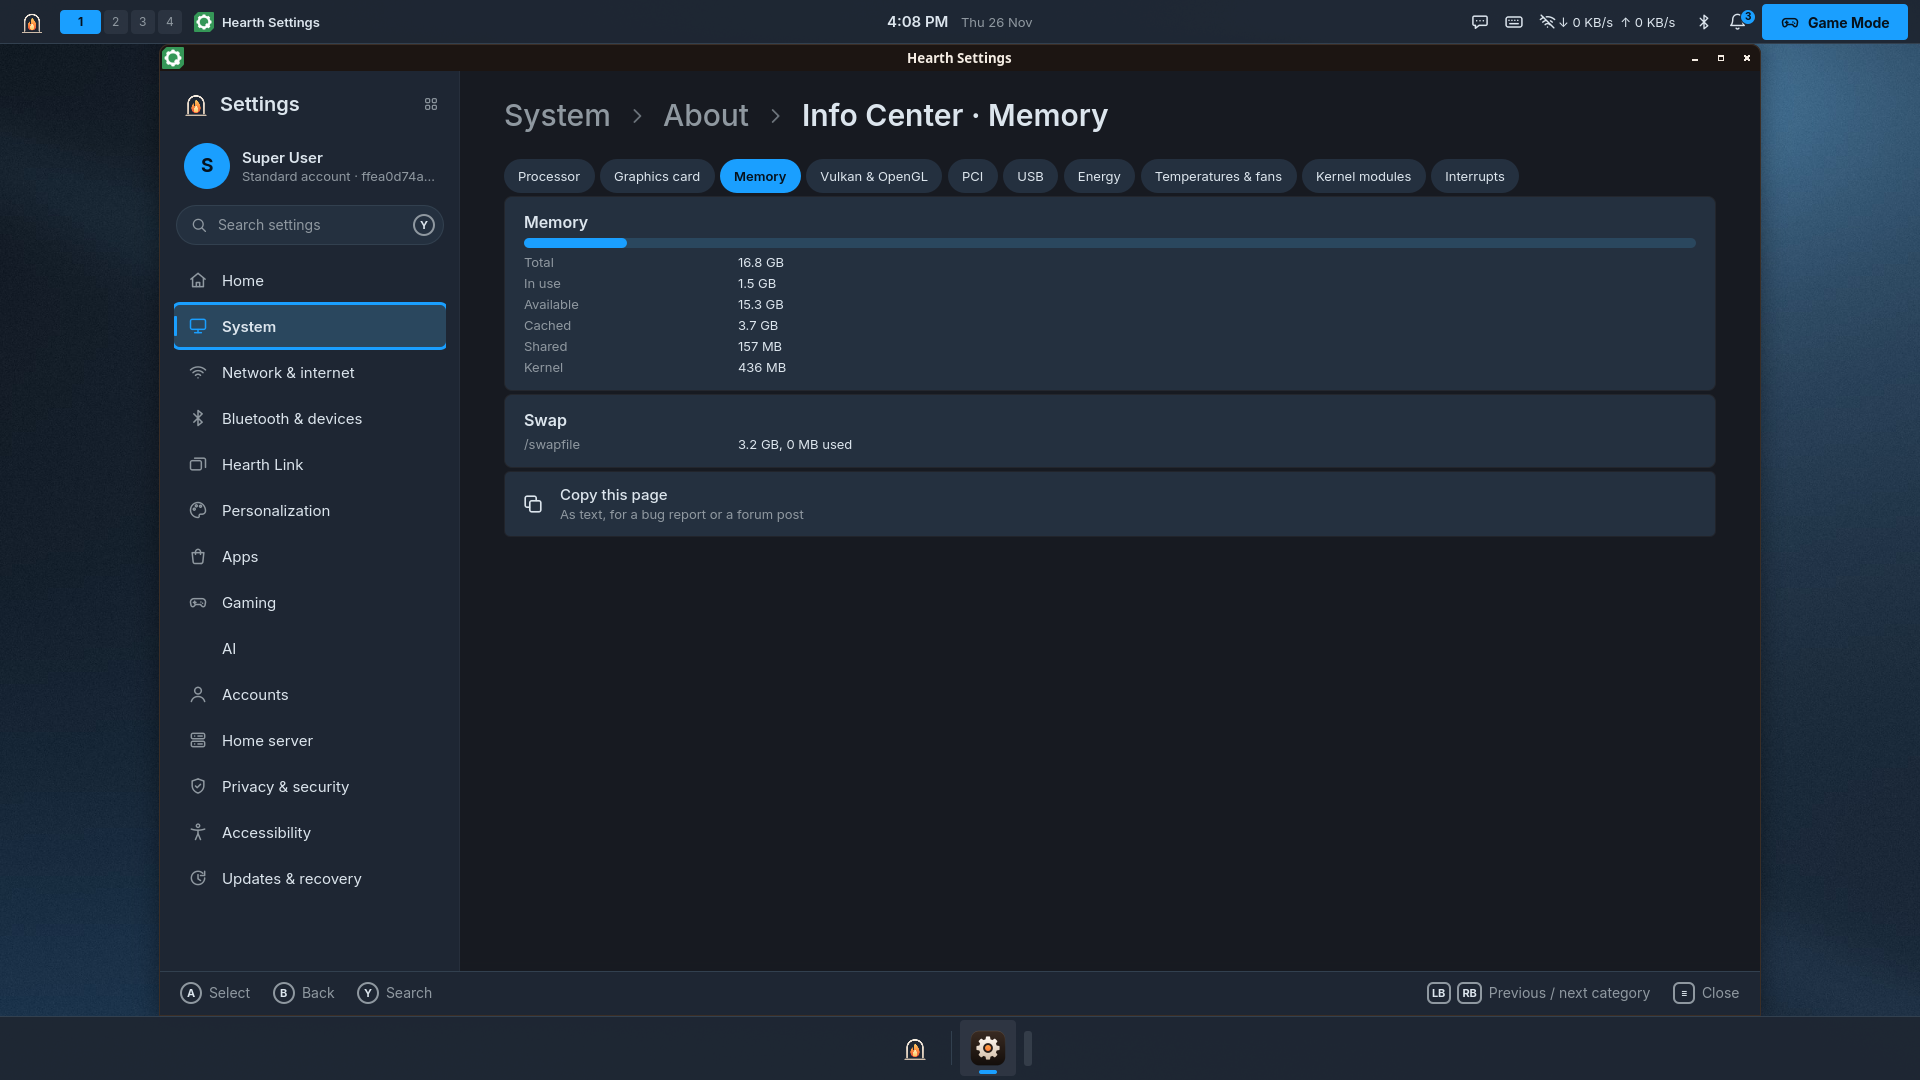 1 2 3 4 Hearth Settings 4:08 PM Thu 26 Nov ↓ 0 KB/s ↑ 0 KB/s 3 Game Mode
Hearth Settings
Settings
S
Super User
Standard account · ffea0d74a...
Search settings Y
Home
System
Network & internet
Bluetooth & devices
Hearth Link
Personalization
Apps
Gaming
AI
Accounts
Home server
Privacy & security
Accessibility
Updates & recovery
System > About > Info Center · Memory
Processor Graphics card Memory Vulkan & OpenGL PCI USB Energy Temperatures & fans Kernel modules Interrupts
Memory
Total 16.8 GB
In use 1.5 GB
Available 15.3 GB
Cached 3.7 GB
Shared 157 MB
Kernel 436 MB
Swap
/swapfile 3.2 GB, 0 MB used
Copy this page
As text, for a bug report or a forum post
A Select B Back Y Search LB RB Previous / next category ≡ Close